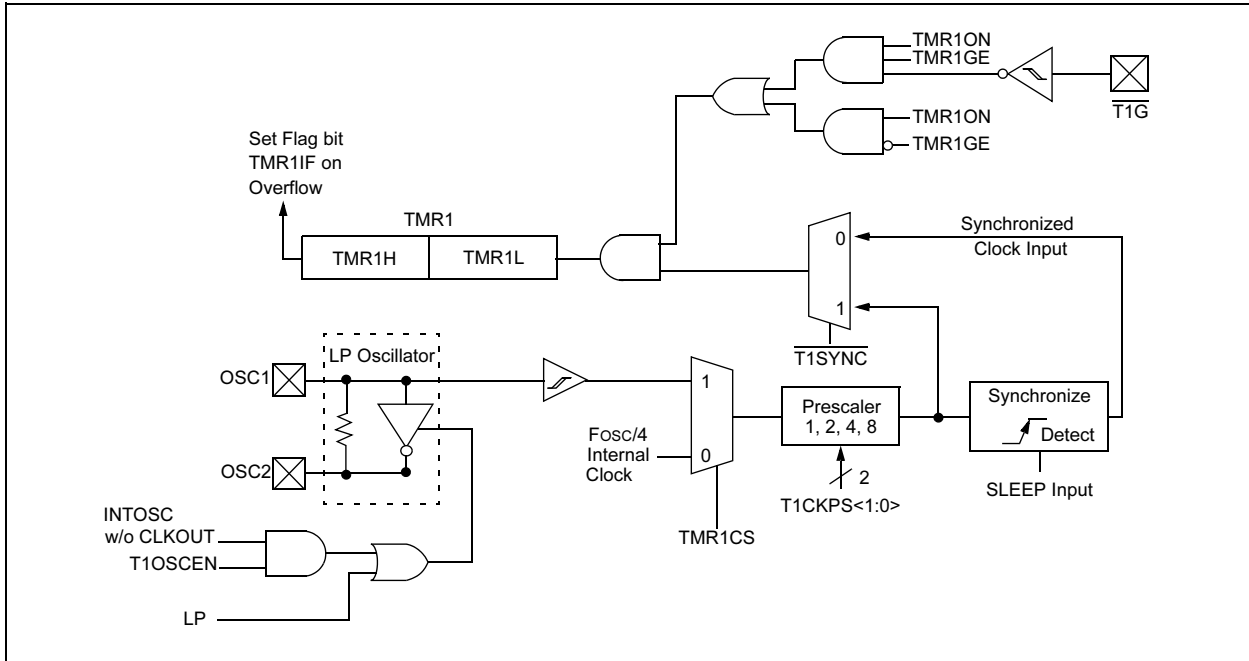 TMR1ON
TMR1GE
T1G
TMR1ON
TMR1GE
Set Flag bit
TMR1IF on
Overflow
TMR1
TMR1H
TMR1L
0
1
Synchronized
Clock Input
T1SYNC
LP Oscillator
OSC1
OSC2
1
0
FOSC/4
Internal
Clock
TMR1CS
Prescaler
1, 2, 4, 8
2
T1CKPS<1:0>
Synchronize
Detect
SLEEP Input
INTOSC
w/o CLKOUT
T1OSCEN
LP